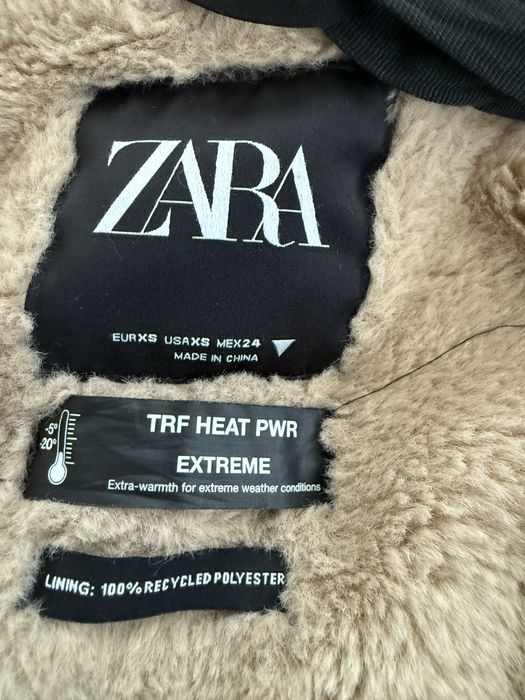 ZARA
EURXS USAXS MEX24
MADE IN CHINA
-5°
-20°
TRF HEAT PWR
EXTREME
Extra-warmth for extreme weather conditions
LINING: 100% RECYCLED POLYESTER